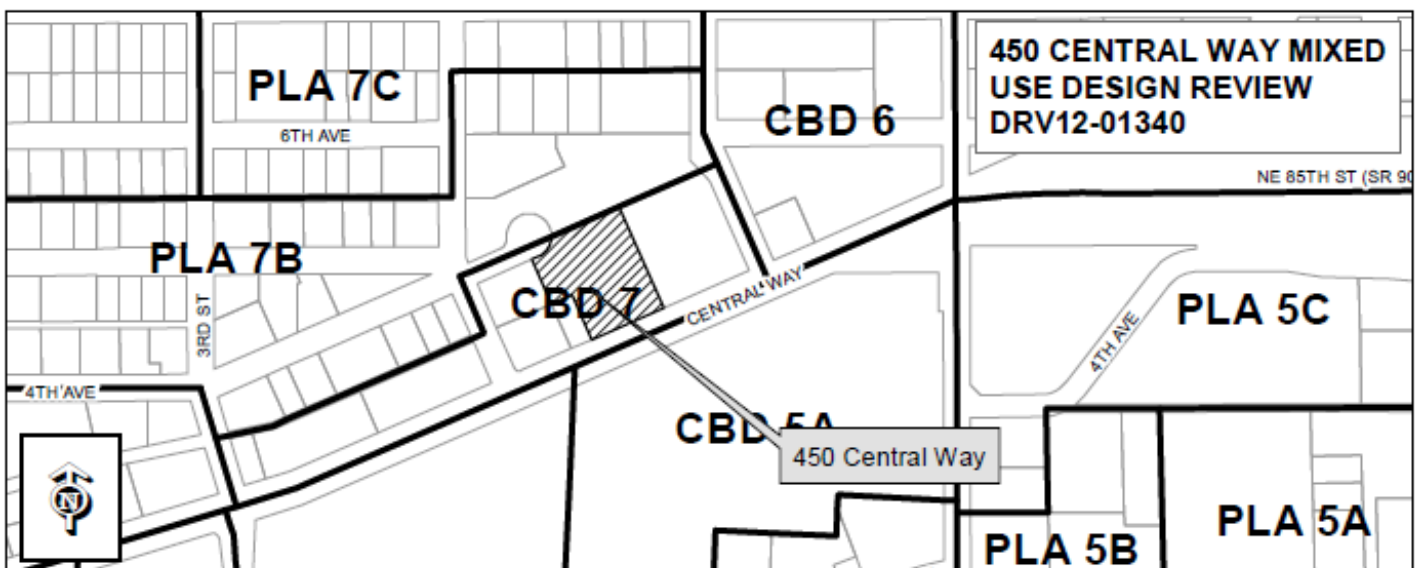 450 CENTRAL WAY MIXED
USE DESIGN REVIEW
DRV12-01340
PLA 7C
6TH AVE
CBD 6
NE 85TH ST (SR 90
PLA 7B
3RD ST
CBD 7
CENTRAL WAY
PLA 5C
4TH AVE
4TH AVE
CBD 5A
450 Central Way
N
PLA 5A
PLA 5B